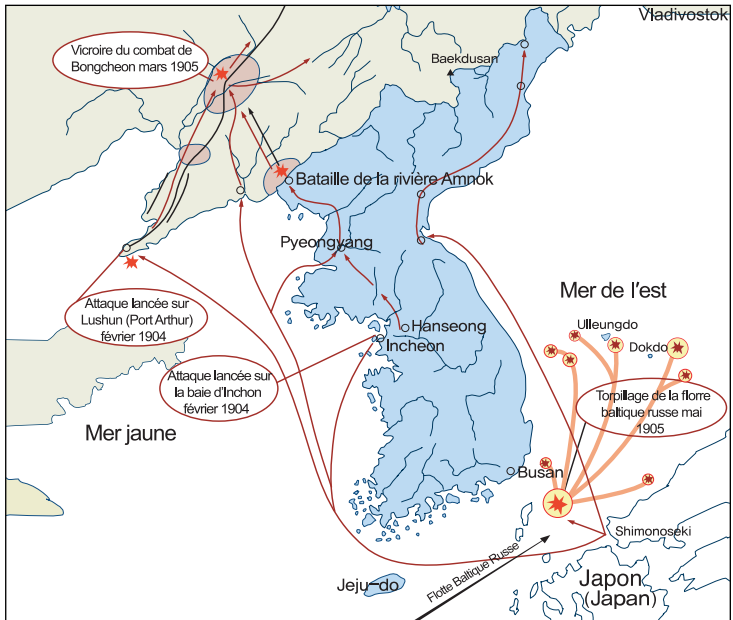 Vladivostok
Vicroire du combat de
Bongcheon mars 1905
Baekdusan
Bataille de la rivière Amnok
Pyeongyang
Attaque lancée sur
Lushun (Port Arthur)
février 1904
Mer de l'est
Ulleungdo
Dokdo
Hanseong
Incheon
Attaque lancée sur
la baie d'Inchon
février 1904
Torpillage de la florre
baltique russe mai
1905
Mer jaune
Busan
Shimonoseki
Flotte Baltique Russe
Jeju-do
Japon
(Japan)